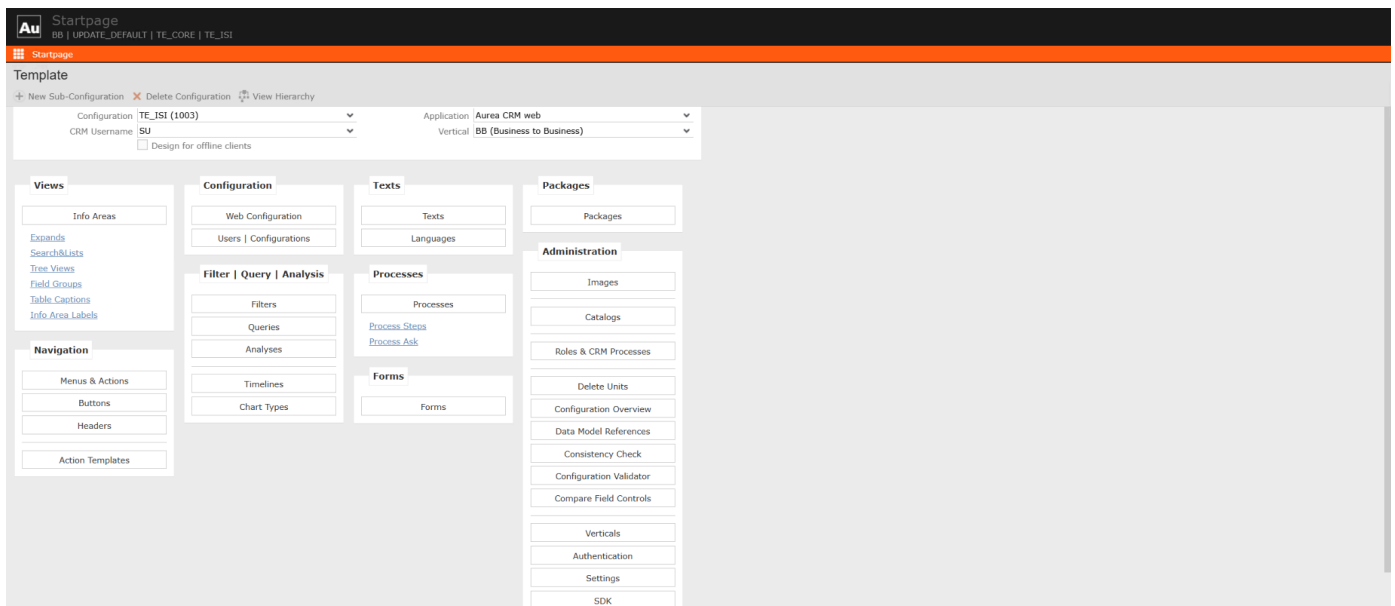 Au
Startpage
BB | UPDATE_DEFAULT | TE_CORE | TE_ISI
Startpage
Template
New Sub-Configuration Delete Configuration View Hierarchy
Configuration TE_ISI (1003) Application Aurea CRM web
CRM Username SU Vertical BB (Business to Business)
Design for offline clients
Views
Info Areas
Expands
Search&Lists
Tree Views
Field Groups
Table Captions
Info Area Labels
Navigation
Menus & Actions
Buttons
Headers
Action Templates
Configuration
Web Configuration
Users | Configurations
Filter | Query | Analysis
Filters
Queries
Analyses
Timelines
Chart Types
Texts
Texts
Languages
Processes
Processes
Process Steps
Process Ask
Forms
Forms
Packages
Packages
Administration
Images
Catalogs
Roles & CRM Processes
Delete Units
Configuration Overview
Data Model References
Consistency Check
Configuration Validator
Compare Field Controls
Verticals
Authentication
Settings
SDK